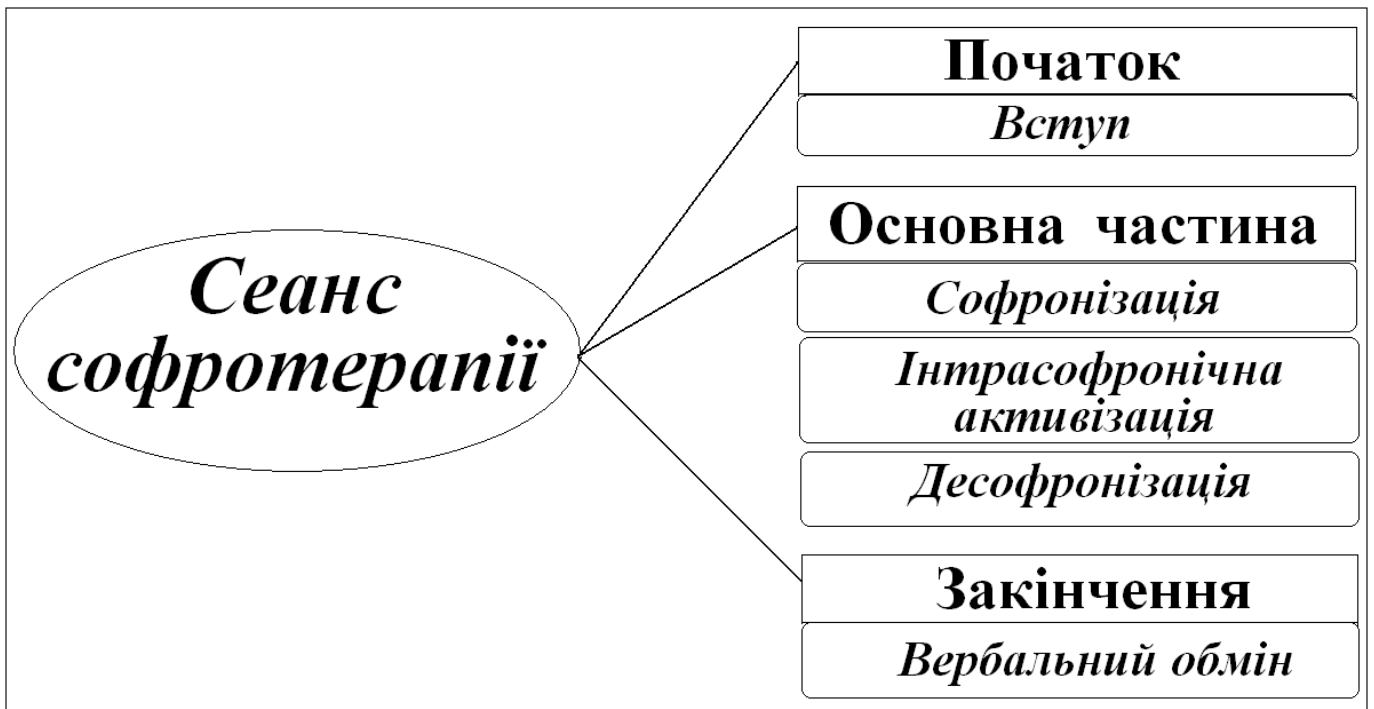 Сеанс
софротерапії
Початок
Вступ
Основна частина
Софронізація
Інтрасофронічна
активізація
Десофронізація
Закінчення
Вербальний обмін